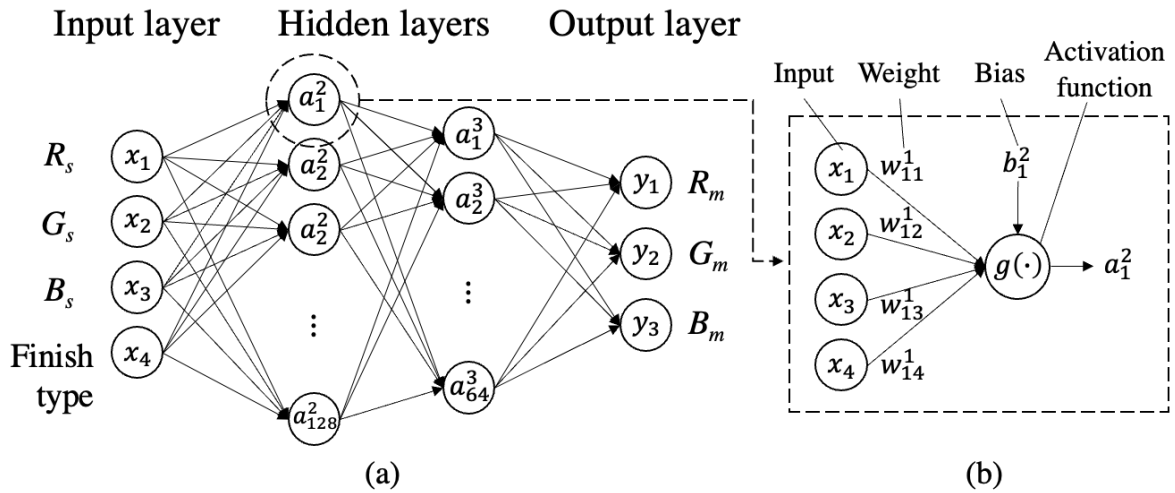 Input layer
Hidden layers
Output layer
R_s
G_s
B_s
Finish
type
x_1
x_2
x_3
x_4
a_1^2
a_2^2
a_2^2
⋮
a_128^2
a_1^3
a_2^3
⋮
a_64^3
y_1
y_2
y_3
R_m
G_m
B_m
(a)
Input
Weight
Bias
Activation
function
x_1
x_2
x_3
x_4
w_11^1
w_12^1
w_13^1
w_14^1
b_1^2
g(·)
a_1^2
(b)